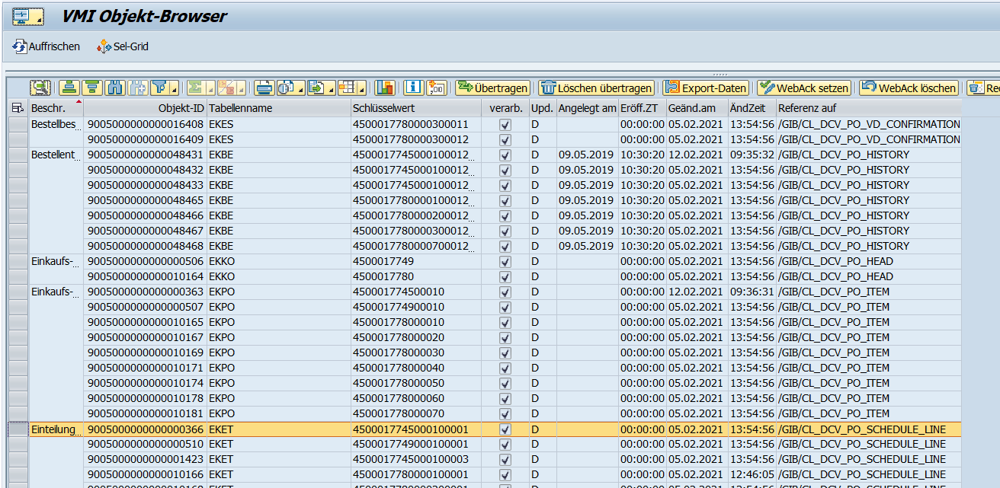 VMI Objekt-Browser
Auffrischen Sel-Grid
Übertragen Löschen übertragen Export-Daten WebAck setzen WebAck löschen Rec
Beschr. Objekt-ID Tabellenname Schlüsselwert verarb. Upd. Angelegt am Eröff.ZT Geänd.am ÄndZeit Referenz auf
Bestellbes... 9005000000000016408 EKES 4500017780000300011 D 00:00:00 05.02.2021 13:54:56 /GIB/CL_DCV_PO_VD_CONFIRMATION
9005000000000016409 EKES 4500017780000300012 D 00:00:00 05.02.2021 13:54:56 /GIB/CL_DCV_PO_VD_CONFIRMATION
Bestellent... 9005000000000048431 EKBE 4500017745000100012... D 09.05.2019 10:30:20 12.02.2021 09:35:32 /GIB/CL_DCV_PO_HISTORY
9005000000000048432 EKBE 4500017745000100012... D 09.05.2019 10:30:20 05.02.2021 13:54:56 /GIB/CL_DCV_PO_HISTORY
9005000000000048433 EKBE 4500017745000100012... D 09.05.2019 10:30:20 05.02.2021 13:54:56 /GIB/CL_DCV_PO_HISTORY
9005000000000048465 EKBE 4500017780000100012... D 09.05.2019 10:30:20 05.02.2021 13:54:56 /GIB/CL_DCV_PO_HISTORY
9005000000000048466 EKBE 4500017780000200012... D 09.05.2019 10:30:20 05.02.2021 13:54:56 /GIB/CL_DCV_PO_HISTORY
9005000000000048467 EKBE 4500017780000300012... D 09.05.2019 10:30:20 05.02.2021 13:54:56 /GIB/CL_DCV_PO_HISTORY
9005000000000048468 EKBE 4500017780000700012... D 09.05.2019 10:30:20 05.02.2021 13:54:56 /GIB/CL_DCV_PO_HISTORY
Einkaufs-... 9005000000000000506 EKKO 4500017749 D 00:00:00 05.02.2021 13:54:56 /GIB/CL_DCV_PO_HEAD
9005000000000010164 EKKO 4500017780 D 00:00:00 05.02.2021 13:54:56 /GIB/CL_DCV_PO_HEAD
Einkaufs-... 9005000000000000363 EKPO 450001774500010 D 00:00:00 12.02.2021 09:36:31 /GIB/CL_DCV_PO_ITEM
9005000000000000507 EKPO 450001774900010 D 00:00:00 05.02.2021 13:54:56 /GIB/CL_DCV_PO_ITEM
9005000000000010165 EKPO 450001778000010 D 00:00:00 05.02.2021 13:54:56 /GIB/CL_DCV_PO_ITEM
9005000000000010167 EKPO 450001778000020 D 00:00:00 05.02.2021 13:54:56 /GIB/CL_DCV_PO_ITEM
9005000000000010169 EKPO 450001778000030 D 00:00:00 05.02.2021 13:54:56 /GIB/CL_DCV_PO_ITEM
9005000000000010171 EKPO 450001778000040 D 00:00:00 05.02.2021 13:54:56 /GIB/CL_DCV_PO_ITEM
9005000000000010174 EKPO 450001778000050 D 00:00:00 05.02.2021 13:54:56 /GIB/CL_DCV_PO_ITEM
9005000000000010178 EKPO 450001778000060 D 00:00:00 05.02.2021 13:54:56 /GIB/CL_DCV_PO_ITEM
9005000000000010181 EKPO 450001778000070 D 00:00:00 05.02.2021 13:54:56 /GIB/CL_DCV_PO_ITEM
Einteilung... 9005000000000000366 EKET 4500017745000100001 D 00:00:00 05.02.2021 13:54:56 /GIB/CL_DCV_PO_SCHEDULE_LINE
9005000000000000510 EKET 4500017749000100001 D 00:00:00 05.02.2021 13:54:56 /GIB/CL_DCV_PO_SCHEDULE_LINE
9005000000000001423 EKET 4500017745000100003 D 00:00:00 05.02.2021 13:54:56 /GIB/CL_DCV_PO_SCHEDULE_LINE
9005000000000010166 EKET 4500017780000100001 D 00:00:00 05.02.2021 12:46:05 /GIB/CL_DCV_PO_SCHEDULE_LINE